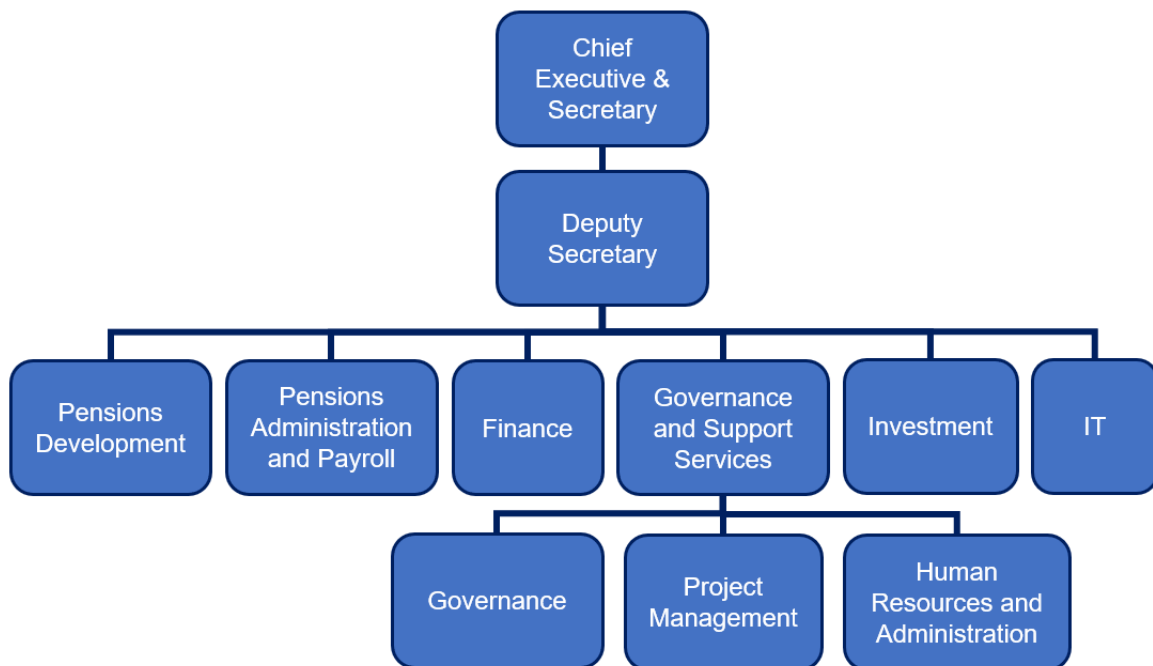 Chief
Executive &
Secretary
Deputy
Secretary
Pensions
Development
Pensions
Administration
and Payroll
Finance
Governance
and Support
Services
Investment
IT
Governance
Project
Management
Human
Resources and
Administration